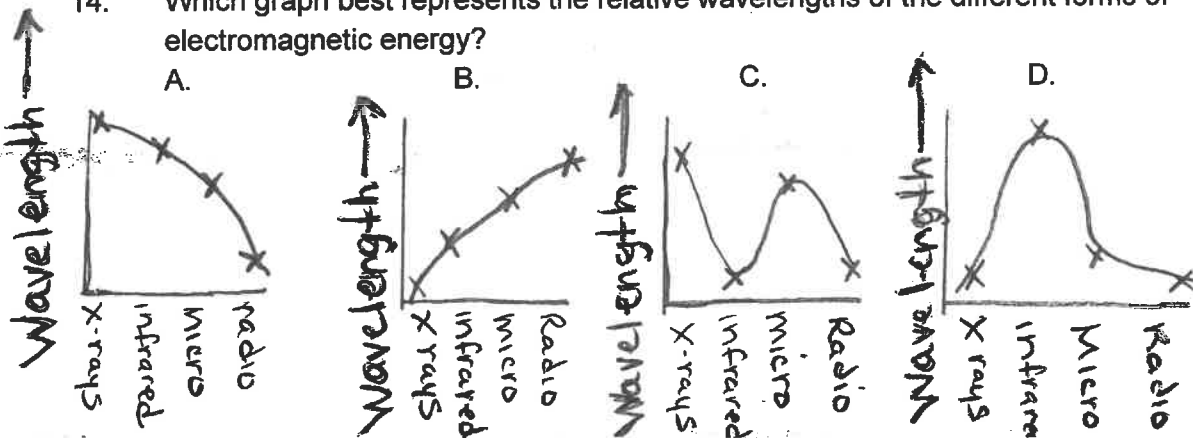 14. Which graph best represents the relative wavelengths of the different forms of
electromagnetic energy?
A. B. C. D.
Wavelength Wavelength Wavelength Wavelength
X-rays infrared micro radio
X rays infrared micro Radio
X-rays infrared micro Radio
X rays Micro Radio